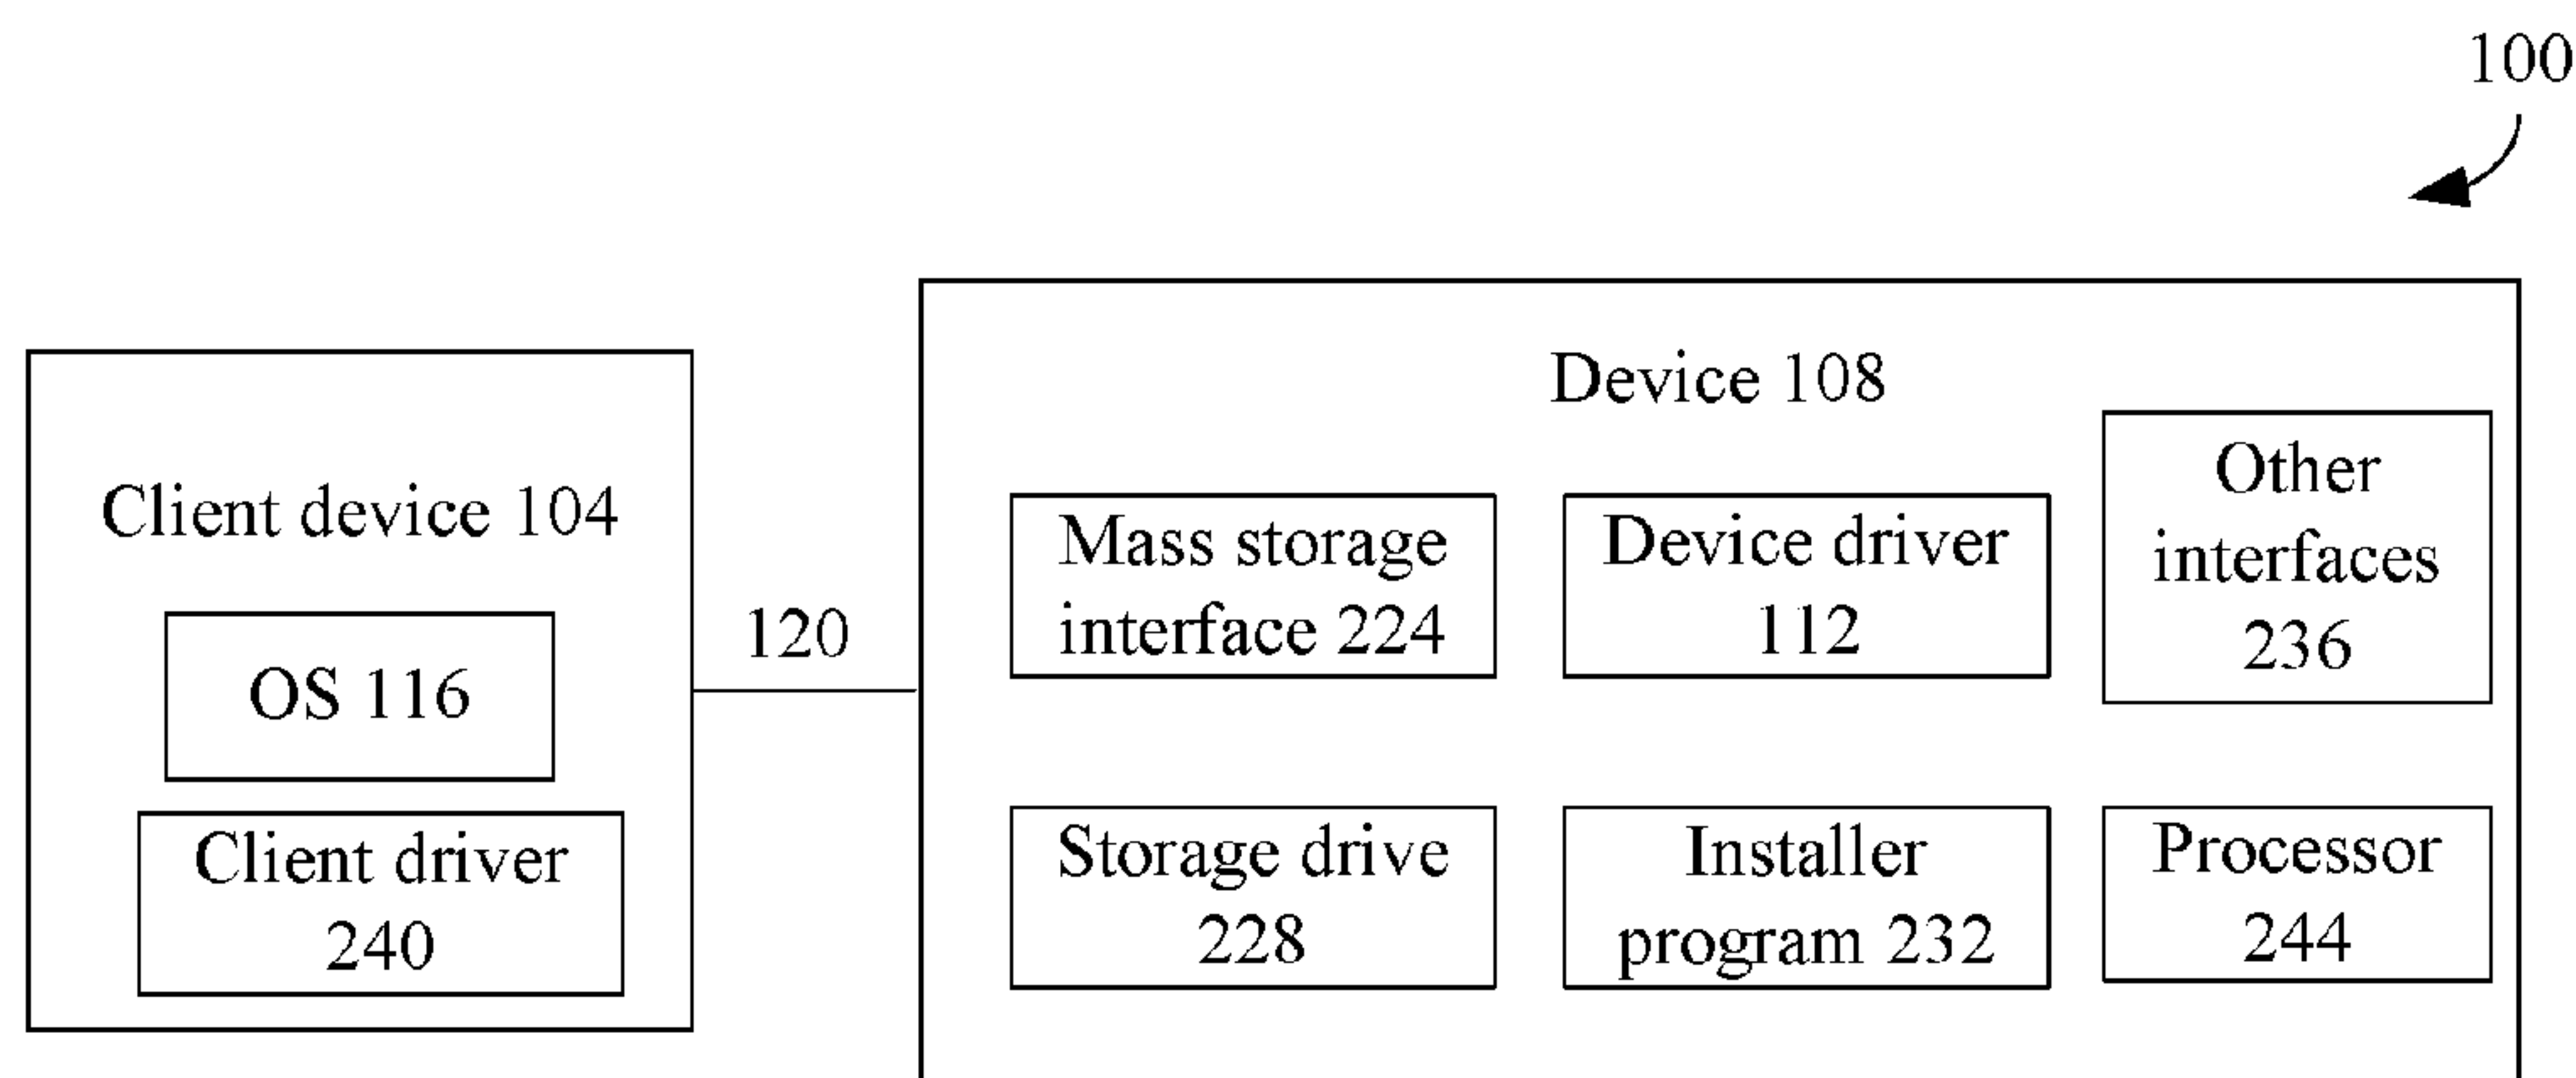 100
Client device 104
OS 116
Client driver
240
120
Device 108
Mass storage
interface 224
Device driver
112
Other
interfaces
236
Storage drive
228
Installer
program 232
Processor
244